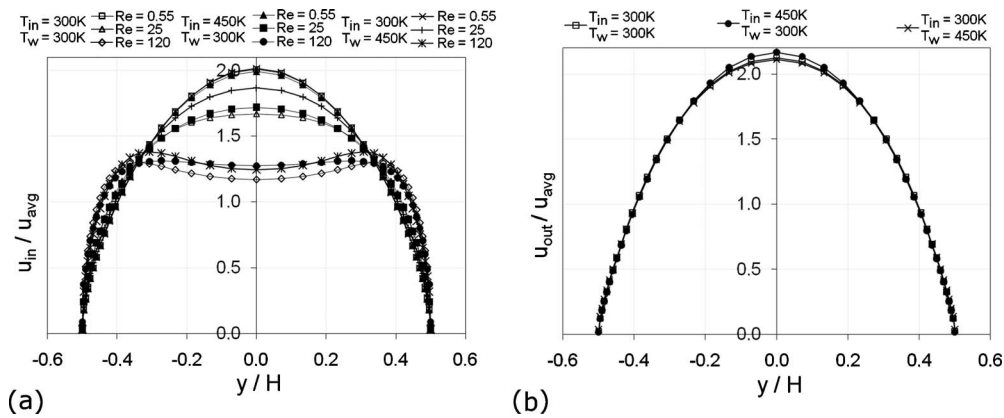 T_in = 300K
T_w = 300K
Re = 0.55
Re = 25
Re = 120
T_in = 450K
T_w = 300K
Re = 0.55
Re = 25
Re = 120
T_in = 300K
T_w = 450K
Re = 0.55
Re = 25
Re = 120
2.0
1.5
1.0
0.5
0.0
u_in / u_avg
-0.6 -0.4 -0.2 0.0 0.2 0.4 0.6
y / H
(a)
T_in = 300K
T_w = 300K
T_in = 450K
T_w = 300K
T_in = 300K
T_w = 450K
2.0
1.5
1.0
0.5
0.0
u_out / u_avg
-0.6 -0.4 -0.2 0.0 0.2 0.4 0.6
y / H
(b)